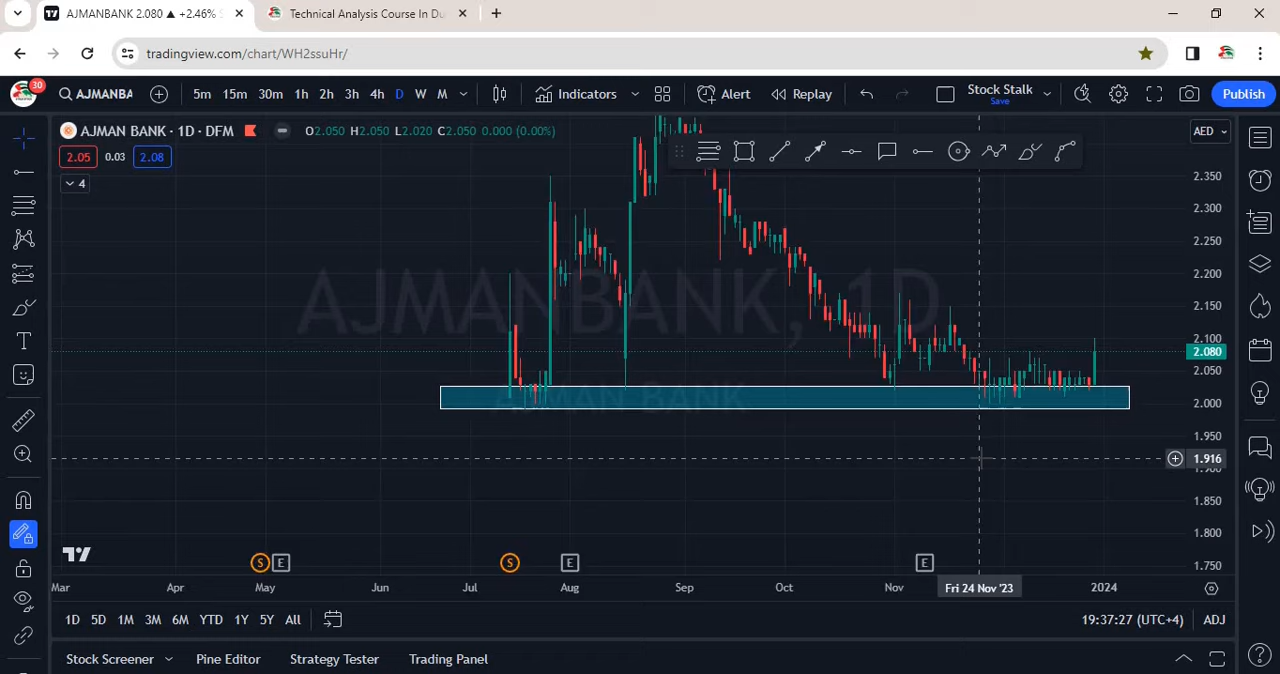 AJMANBANK 2.080 ▲ +2.46%
Technical Analysis Course In Du
tradingview.com/chart/WH2ssuHr/
30
AJMANBA
5m 15m 30m 1h 2h 3h 4h D W M
Indicators
Alert
Replay
Stock Stalk
Save
Publish
AJMAN BANK · 1D · DFM
O2.050 H2.050 L2.020 C2.050 0.000 (0.00%)
AED
2.05 0.03 2.08
4
2.350
2.300
2.250
2.200
2.150
2.100
2.080
2.050
2.000
1.950
1.916
1.900
1.850
1.800
1.750
AJMANBANK, 1D
AJMAN BANK
S E S E E
Mar Apr May Jun Jul Aug Sep Oct Nov Fri 24 Nov '23 2024
1D 5D 1M 3M 6M YTD 1Y 5Y All
19:37:27 (UTC+4) ADJ
Stock Screener Pine Editor Strategy Tester Trading Panel